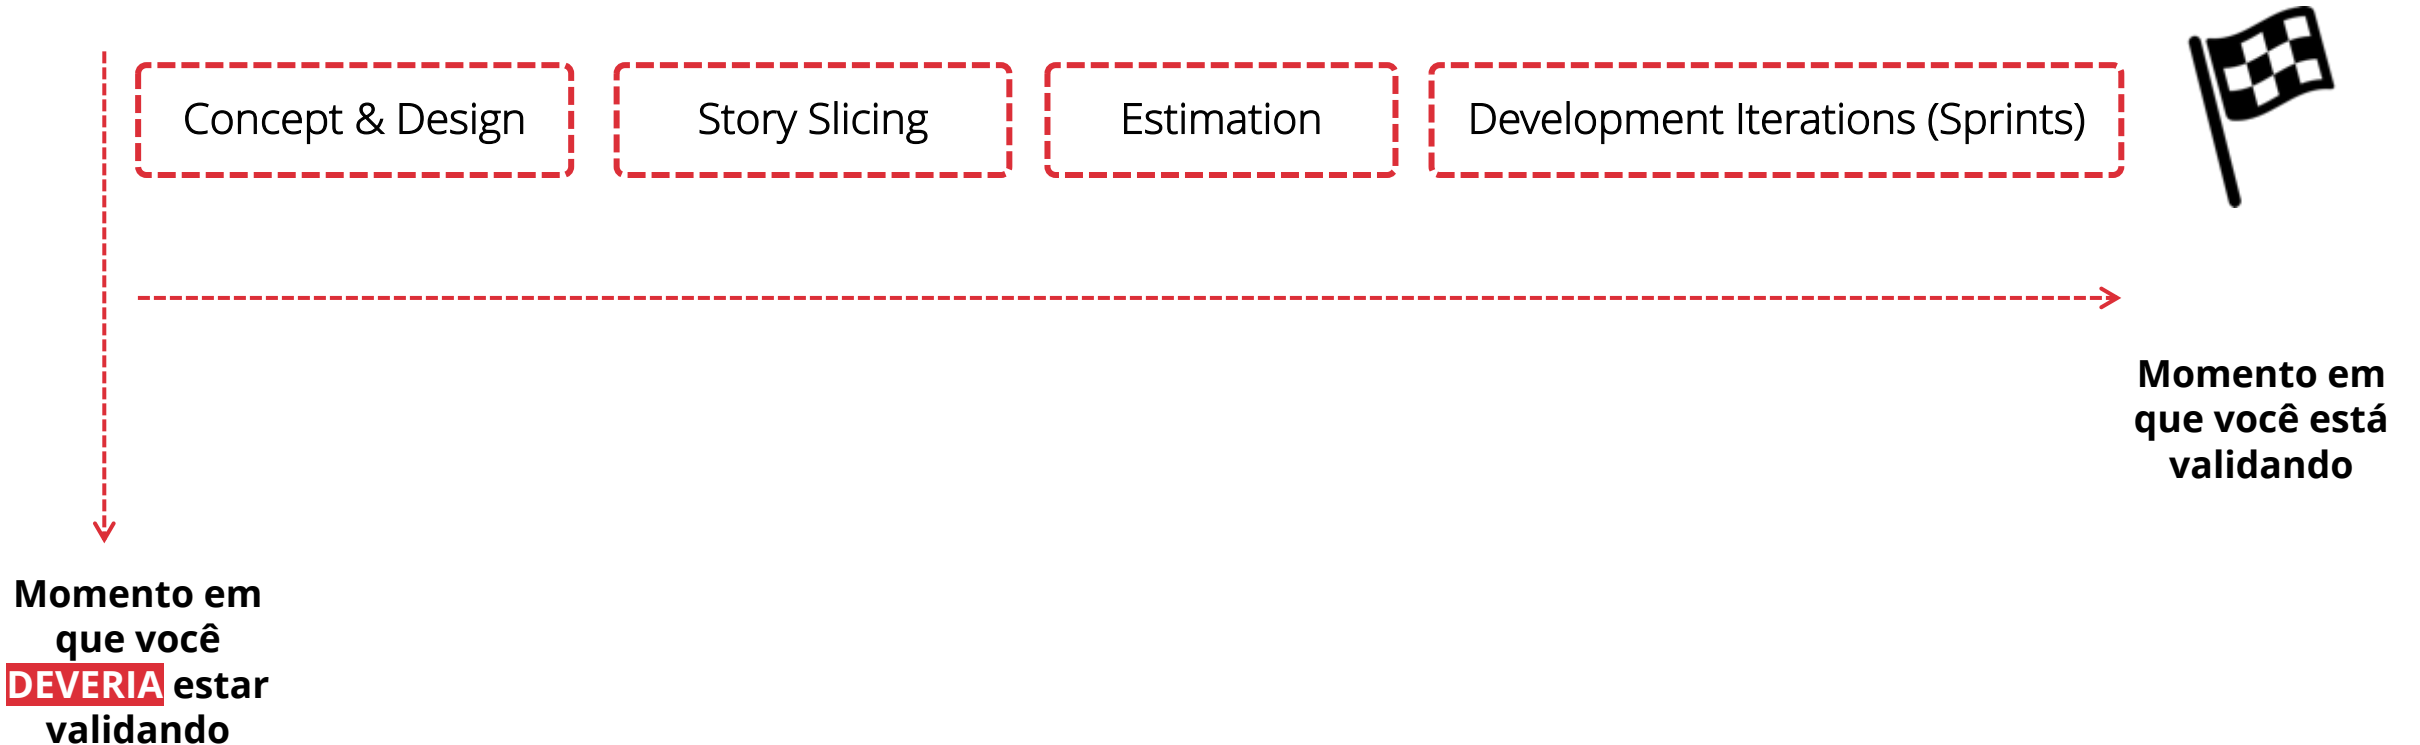 Concept & Design
Story Slicing
Estimation
Development Iterations (Sprints)
Momento em
que você está
validando
Momento em
que você
DEVERIA estar
validando